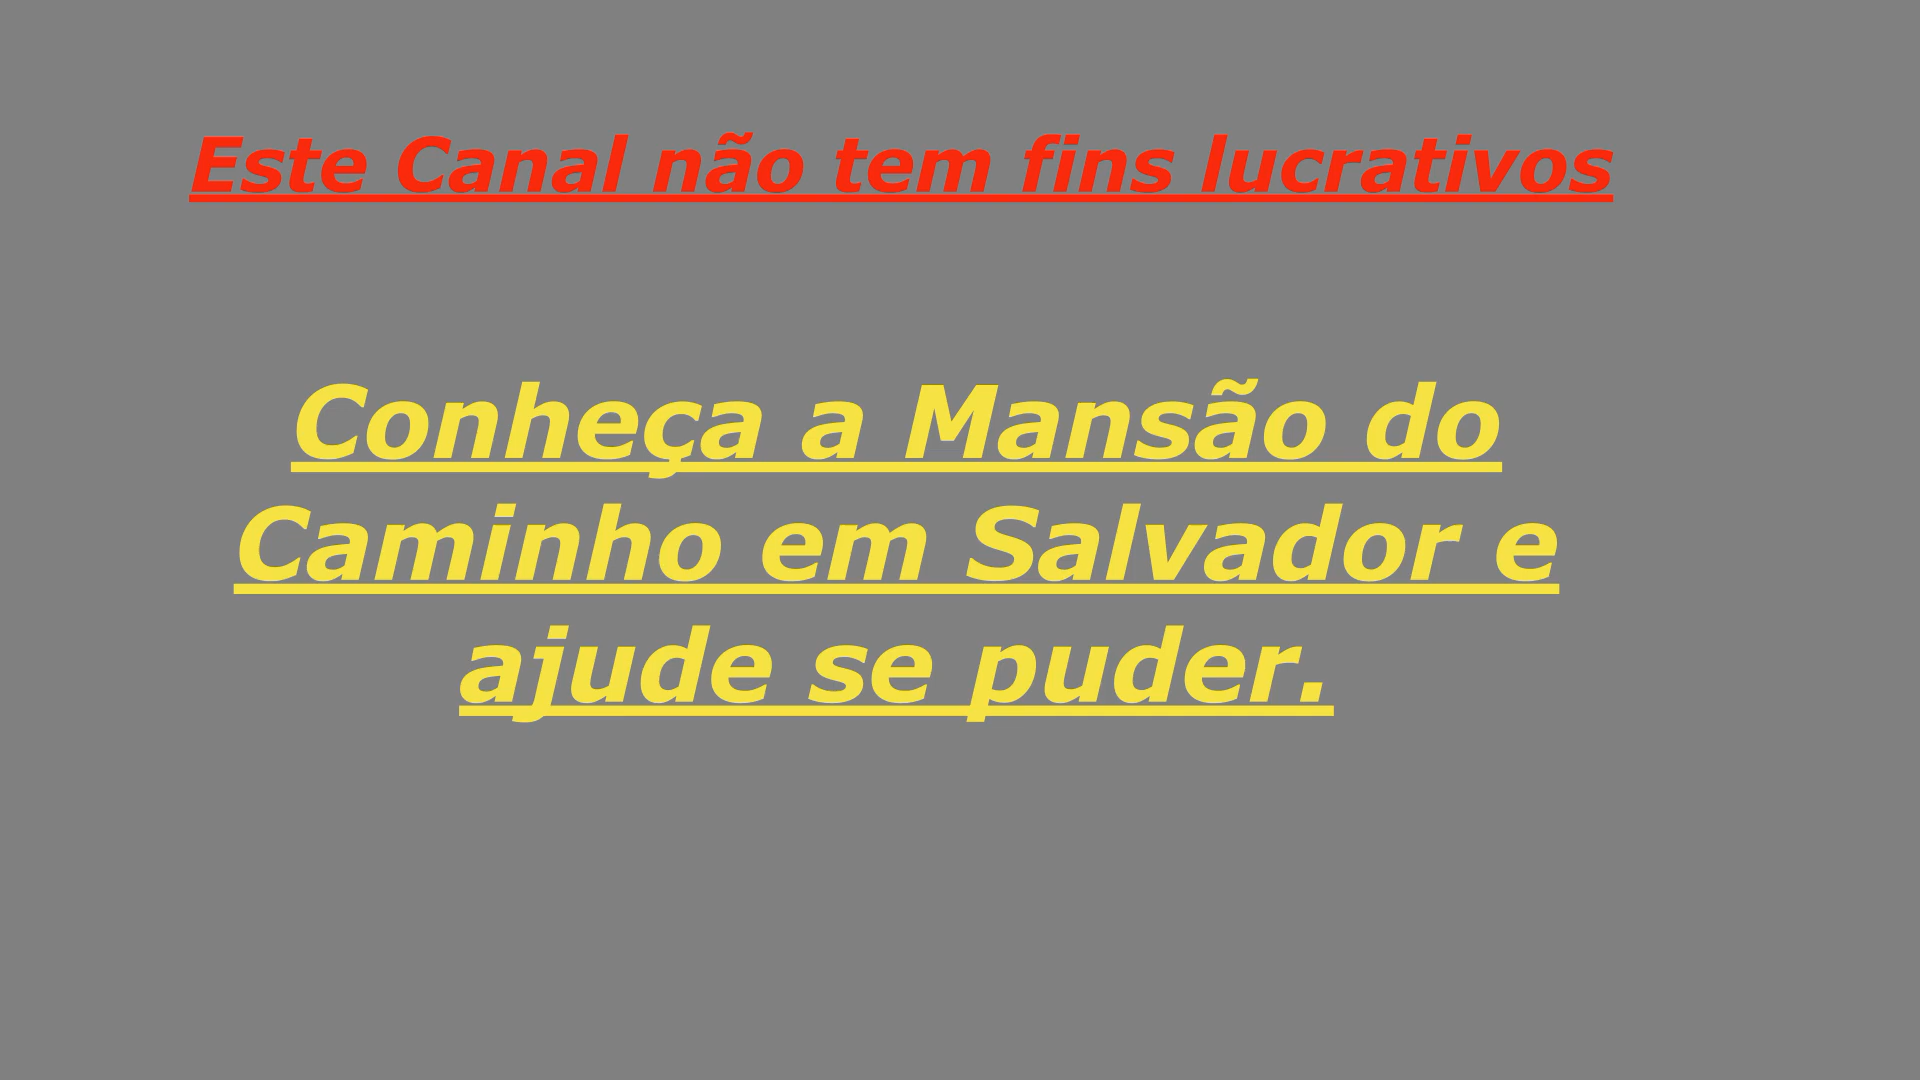 Este Canal não tem fins lucrativos
Conheça a Mansão do
Caminho em Salvador e
ajude se puder.